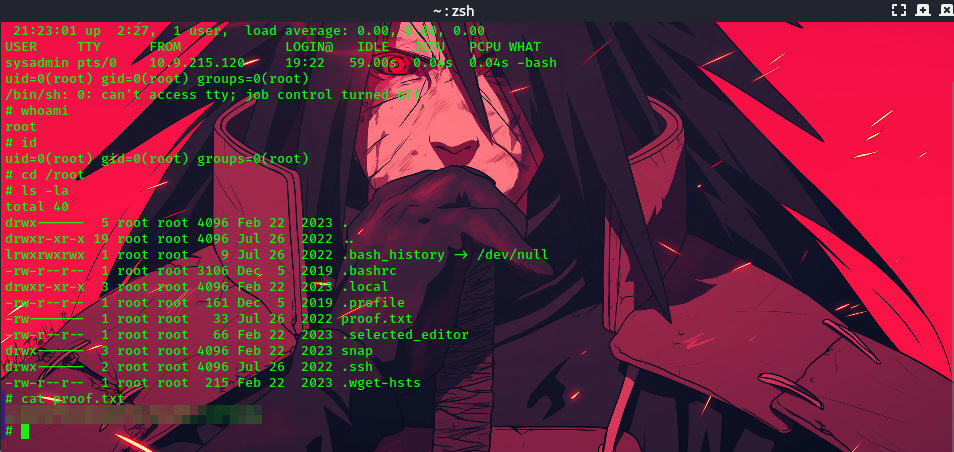 ~:zsh
21:23:01 up 2:27, 1 user, load average: 0.00, 0.00, 0.00
USER TTY FROM LOGIN@ IDLE JCPU PCPU WHAT
sysadmin pts/0 10.9.215.120 19:22 59.00s 0.04s 0.04s -bash
uid=0(root) gid=0(root) groups=0(root)
/bin/sh: 0: can't access tty; job control turned off
# whoami
root
# id
uid=0(root) gid=0(root) groups=0(root)
# cd /root
# ls -la
total 40
drwx------ 5 root root 4096 Feb 22 2023 .
drwxr-xr-x 19 root root 4096 Jul 26 2022 ..
lrwxrwxrwx 1 root root 9 Jul 26 2022 .bash_history -> /dev/null
-rw-r--r-- 1 root root 3106 Dec 5 2019 .bashrc
drwxr-xr-x 3 root root 4096 Feb 22 2023 .local
-rw-r--r-- 1 root root 161 Dec 5 2019 .profile
-rw------- 1 root root 33 Jul 26 2022 proof.txt
-rw-r--r-- 1 root root 66 Feb 22 2023 .selected_editor
drwx------ 3 root root 4096 Feb 22 2023 snap
drwx------ 2 root root 4096 Jul 26 2022 .ssh
-rw-r--r-- 1 root root 215 Feb 22 2023 .wget-hsts
# cat proof.txt
#